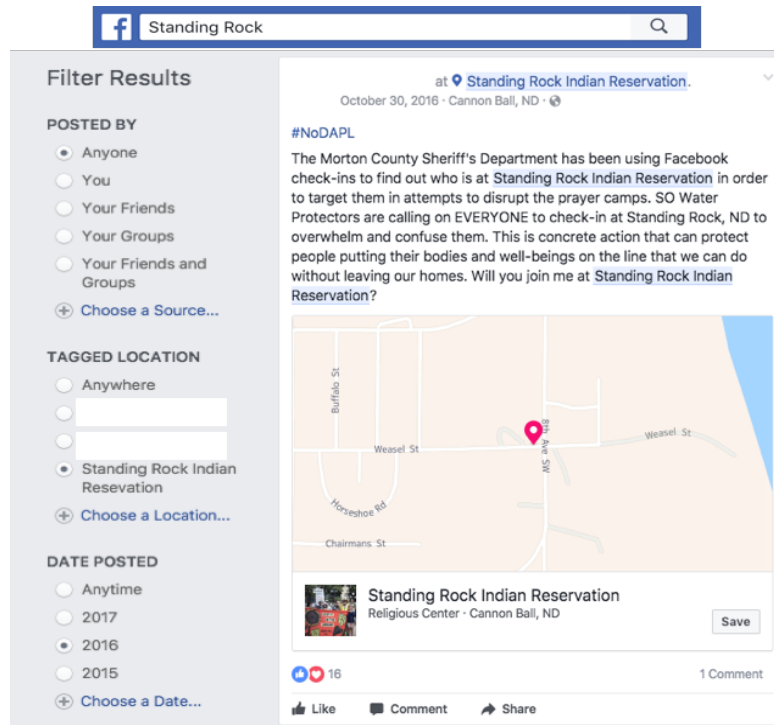 f Standing Rock
Filter Results
POSTED BY
Anyone
You
Your Friends
Your Groups
Your Friends and
Groups
Choose a Source...
TAGGED LOCATION
Anywhere
Standing Rock Indian
Resevation
Choose a Location...
DATE POSTED
Anytime
2017
2016
2015
Choose a Date...
at Standing Rock Indian Reservation.
October 30, 2016 · Cannon Ball, ND ·
#NoDAPL
The Morton County Sheriff's Department has been using Facebook
check-ins to find out who is at Standing Rock Indian Reservation in order
to target them in attempts to disrupt the prayer camps. SO Water
Protectors are calling on EVERYONE to check-in at Standing Rock, ND to
overwhelm and confuse them. This is concrete action that can protect
people putting their bodies and well-beings on the line that we can do
without leaving our homes. Will you join me at Standing Rock Indian
Reservation?
Buffalo St
Weasel St
8th Ave SW
Weasel St
Horseshoe Rd
Chairmans St
Standing Rock Indian Reservation
Religious Center · Cannon Ball, ND
Save
16
1 Comment
Like Comment Share